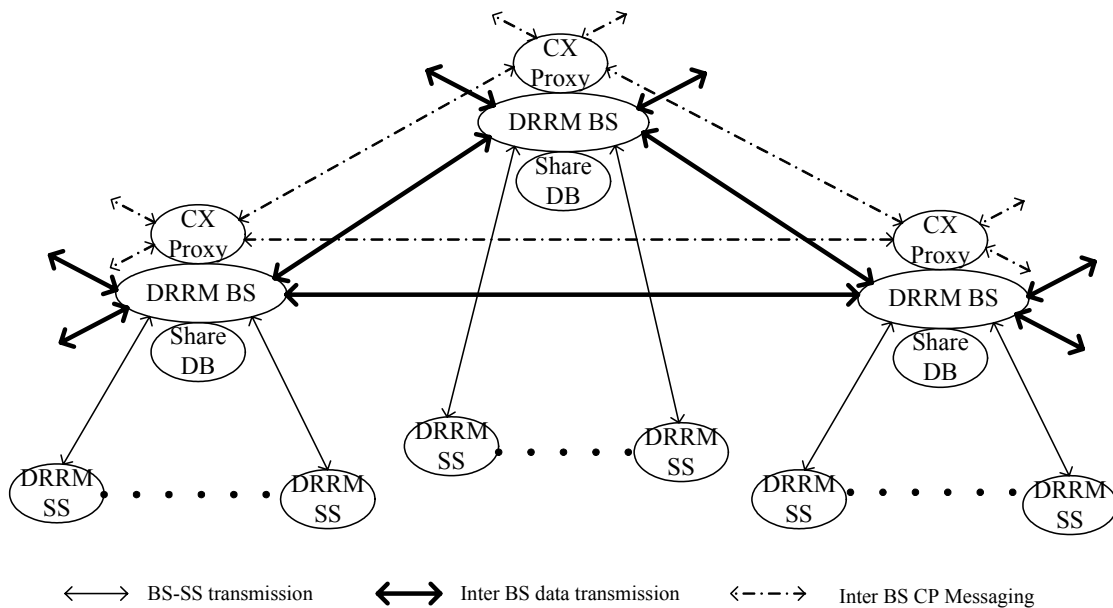 CX
Proxy
DRRM BS
Share
DB
CX
Proxy
DRRM BS
Share
DB
CX
Proxy
DRRM BS
Share
DB
DRRM
SS
DRRM
SS
DRRM
SS
DRRM
SS
DRRM
SS
DRRM
SS
BS-SS transmission
Inter BS data transmission
Inter BS CP Messaging